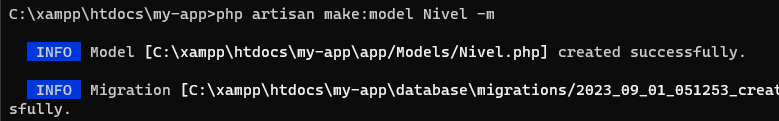 C:\xampp\htdocs\my-app>php artisan make:model Nivel -m
INFO Model [C:\xampp\htdocs\my-app\app/Models/Nivel.php] created successfully.
INFO Migration [C:\xampp\htdocs\my-app\database\migrations/2023_09_01_051253_creat
sfully.